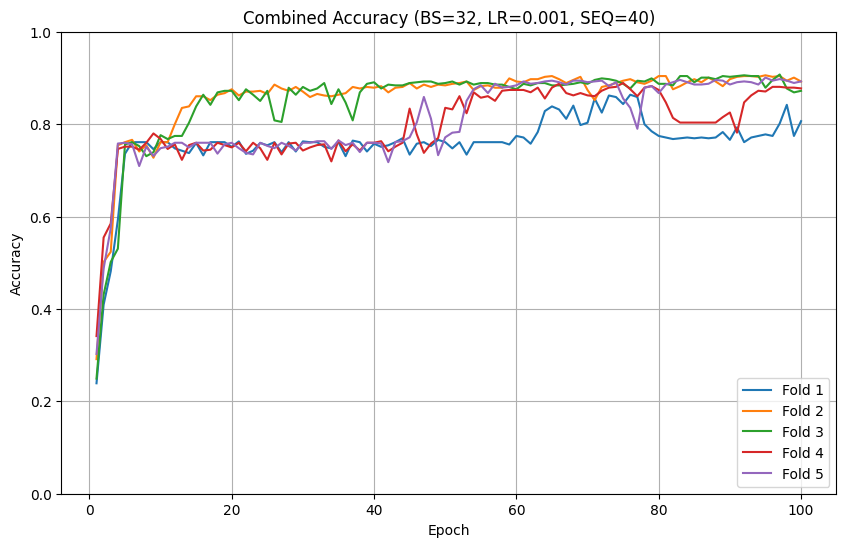 Combined Accuracy (BS=32, LR=0.001, SEQ=40)
1.0
0.8
0.6
0.4
0.2
0.0
Accuracy
0 20 40 60 80 100
Epoch
Fold 1
Fold 2
Fold 3
Fold 4
Fold 5